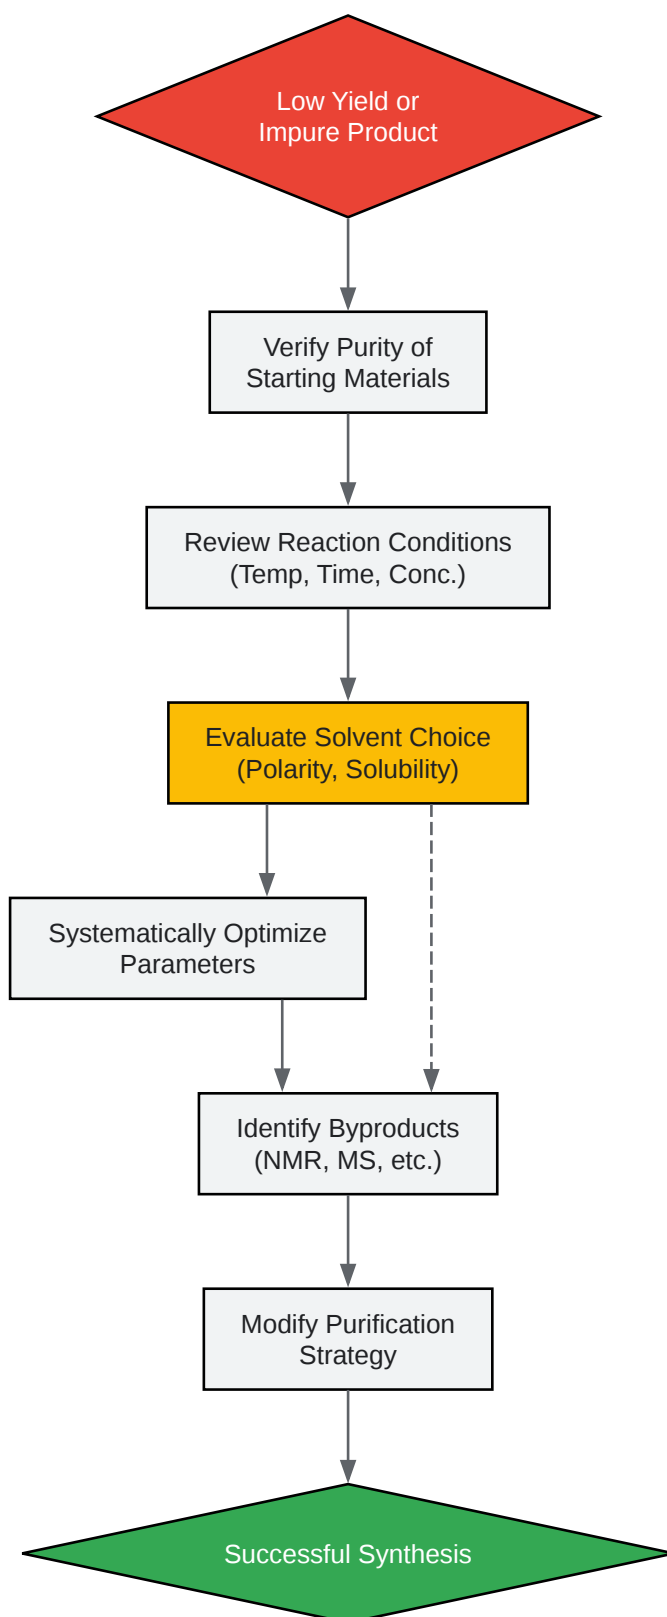 Low Yield or
Impure Product
Verify Purity of
Starting Materials
Review Reaction Conditions
(Temp, Time, Conc.)
Evaluate Solvent Choice
(Polarity, Solubility)
Systematically Optimize
Parameters
Identify Byproducts
(NMR, MS, etc.)
Modify Purification
Strategy
Successful Synthesis